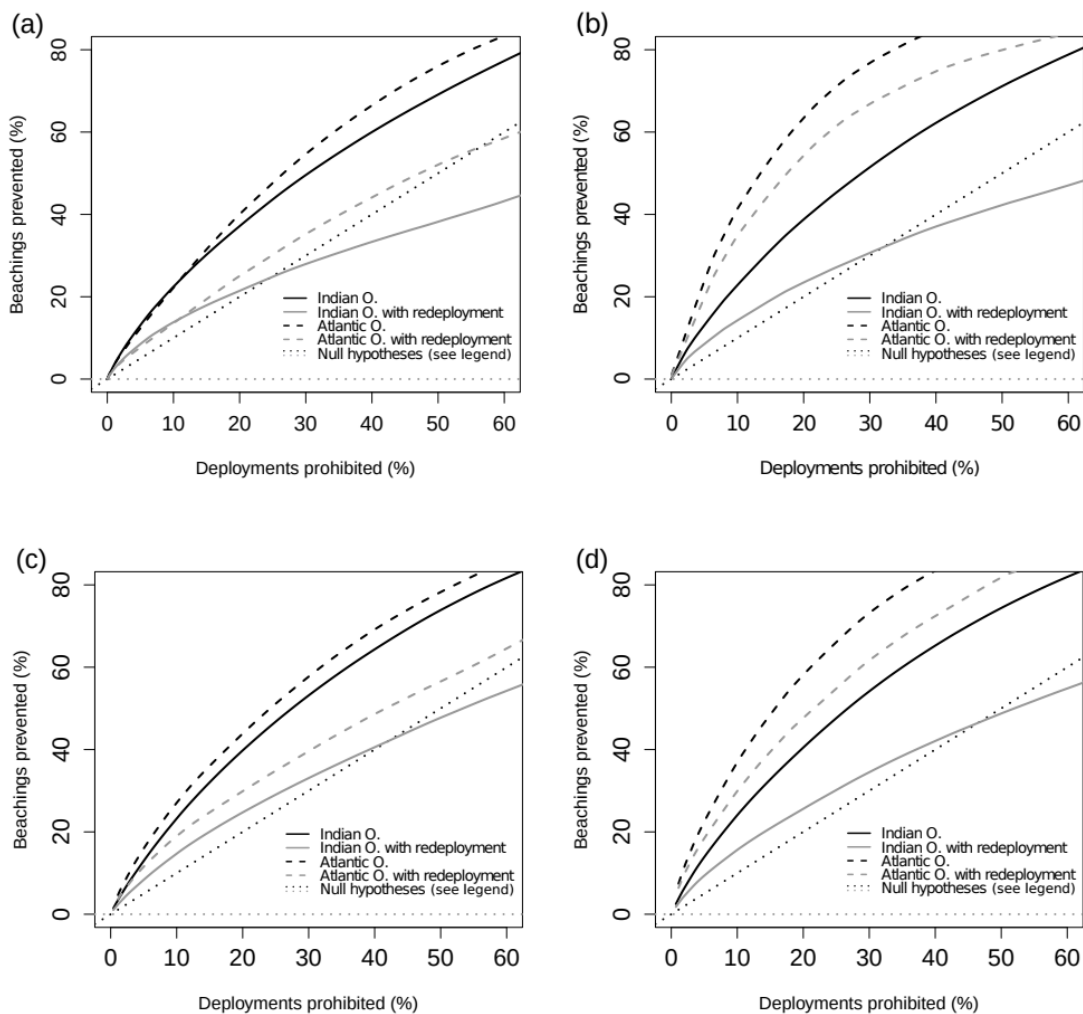 (a)
Beachings prevented (%)
0 20 40 60 80
Indian O.
Indian O. with redeployment
Atlantic O.
Atlantic O. with redeployment
Null hypotheses (see legend)
0 10 20 30 40 50 60
Deployments prohibited (%)
(b)
Beachings prevented (%)
0 20 40 60 80
Indian O.
Indian O. with redeployment
Atlantic O.
Atlantic O. with redeployment
Null hypotheses (see legend)
0 10 20 30 40 50 60
Deployments prohibited (%)
(c)
Beachings prevented (%)
0 20 40 60 80
Indian O.
Indian O. with redeployment
Atlantic O.
Atlantic O. with redeployment
Null hypotheses (see legend)
0 10 20 30 40 50 60
Deployments prohibited (%)
(d)
Beachings prevented (%)
0 20 40 60 80
Indian O.
Indian O. with redeployment
Atlantic O.
Atlantic O. with redeployment
Null hypotheses (see legend)
0 10 20 30 40 50 60
Deployments prohibited (%)